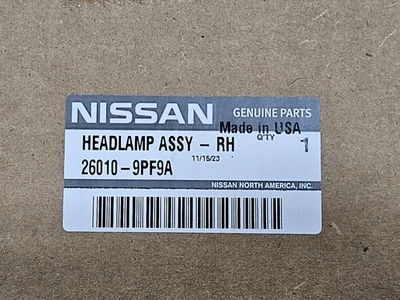 NISSAN GENUINE PARTS
Made in USA
HEADLAMP ASSY - RH Q'TY 1
11/15/23
26010-9PF9A
NISSAN NORTH AMERICA, INC.